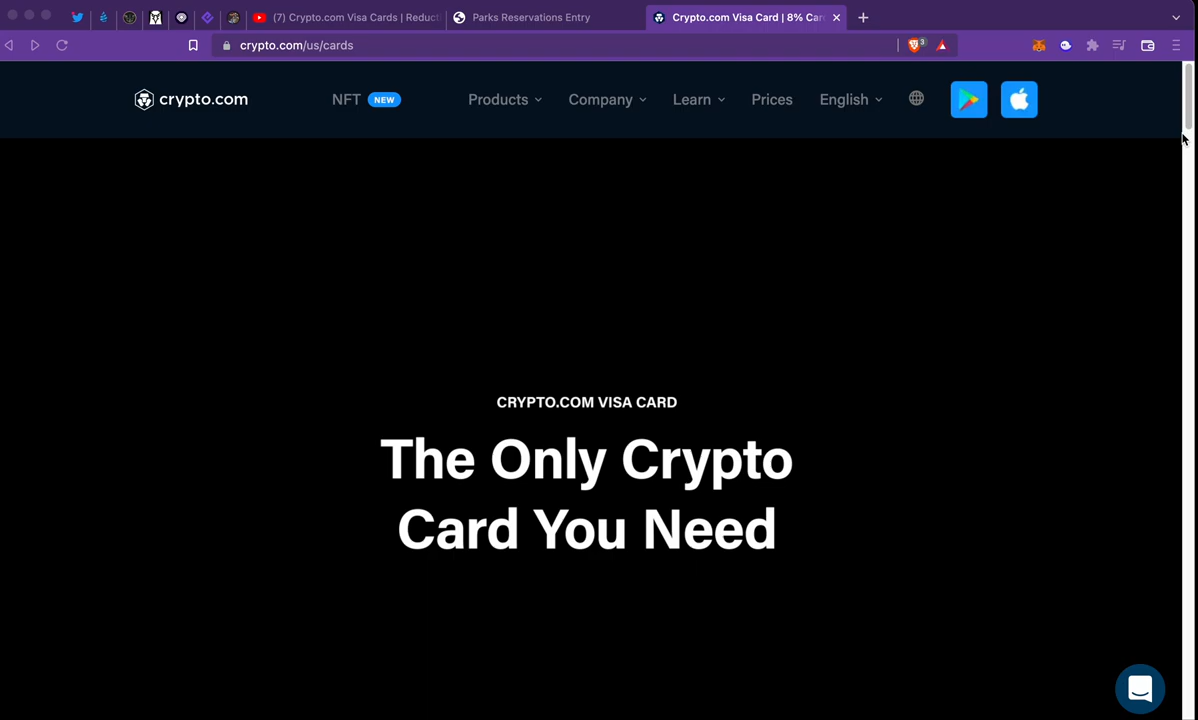 (7) Crypto.com Visa Cards | Reduct
Parks Reservations Entry
Crypto.com Visa Card | 8% Car
crypto.com/us/cards
3
crypto.com
NFT NEW
Products
Company
Learn
Prices
English
CRYPTO.COM VISA CARD
The Only Crypto
Card You Need